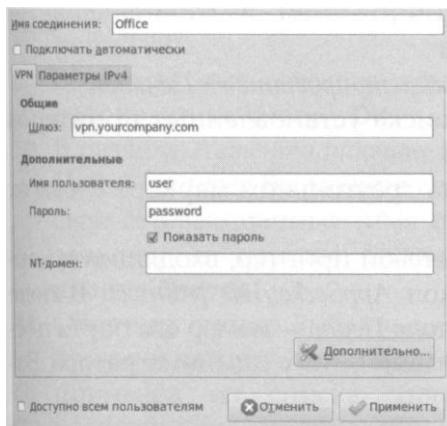 Имя соединения: Office
Подключать автоматически
VPN Параметры IPv4
Общие
Шлюз: vpn.yourcompany.com
Дополнительные
Имя пользователя: user
Пароль: password
Показать пароль
NT-домен:
Дополнительно...
Доступно всем пользователям Отменить Применить